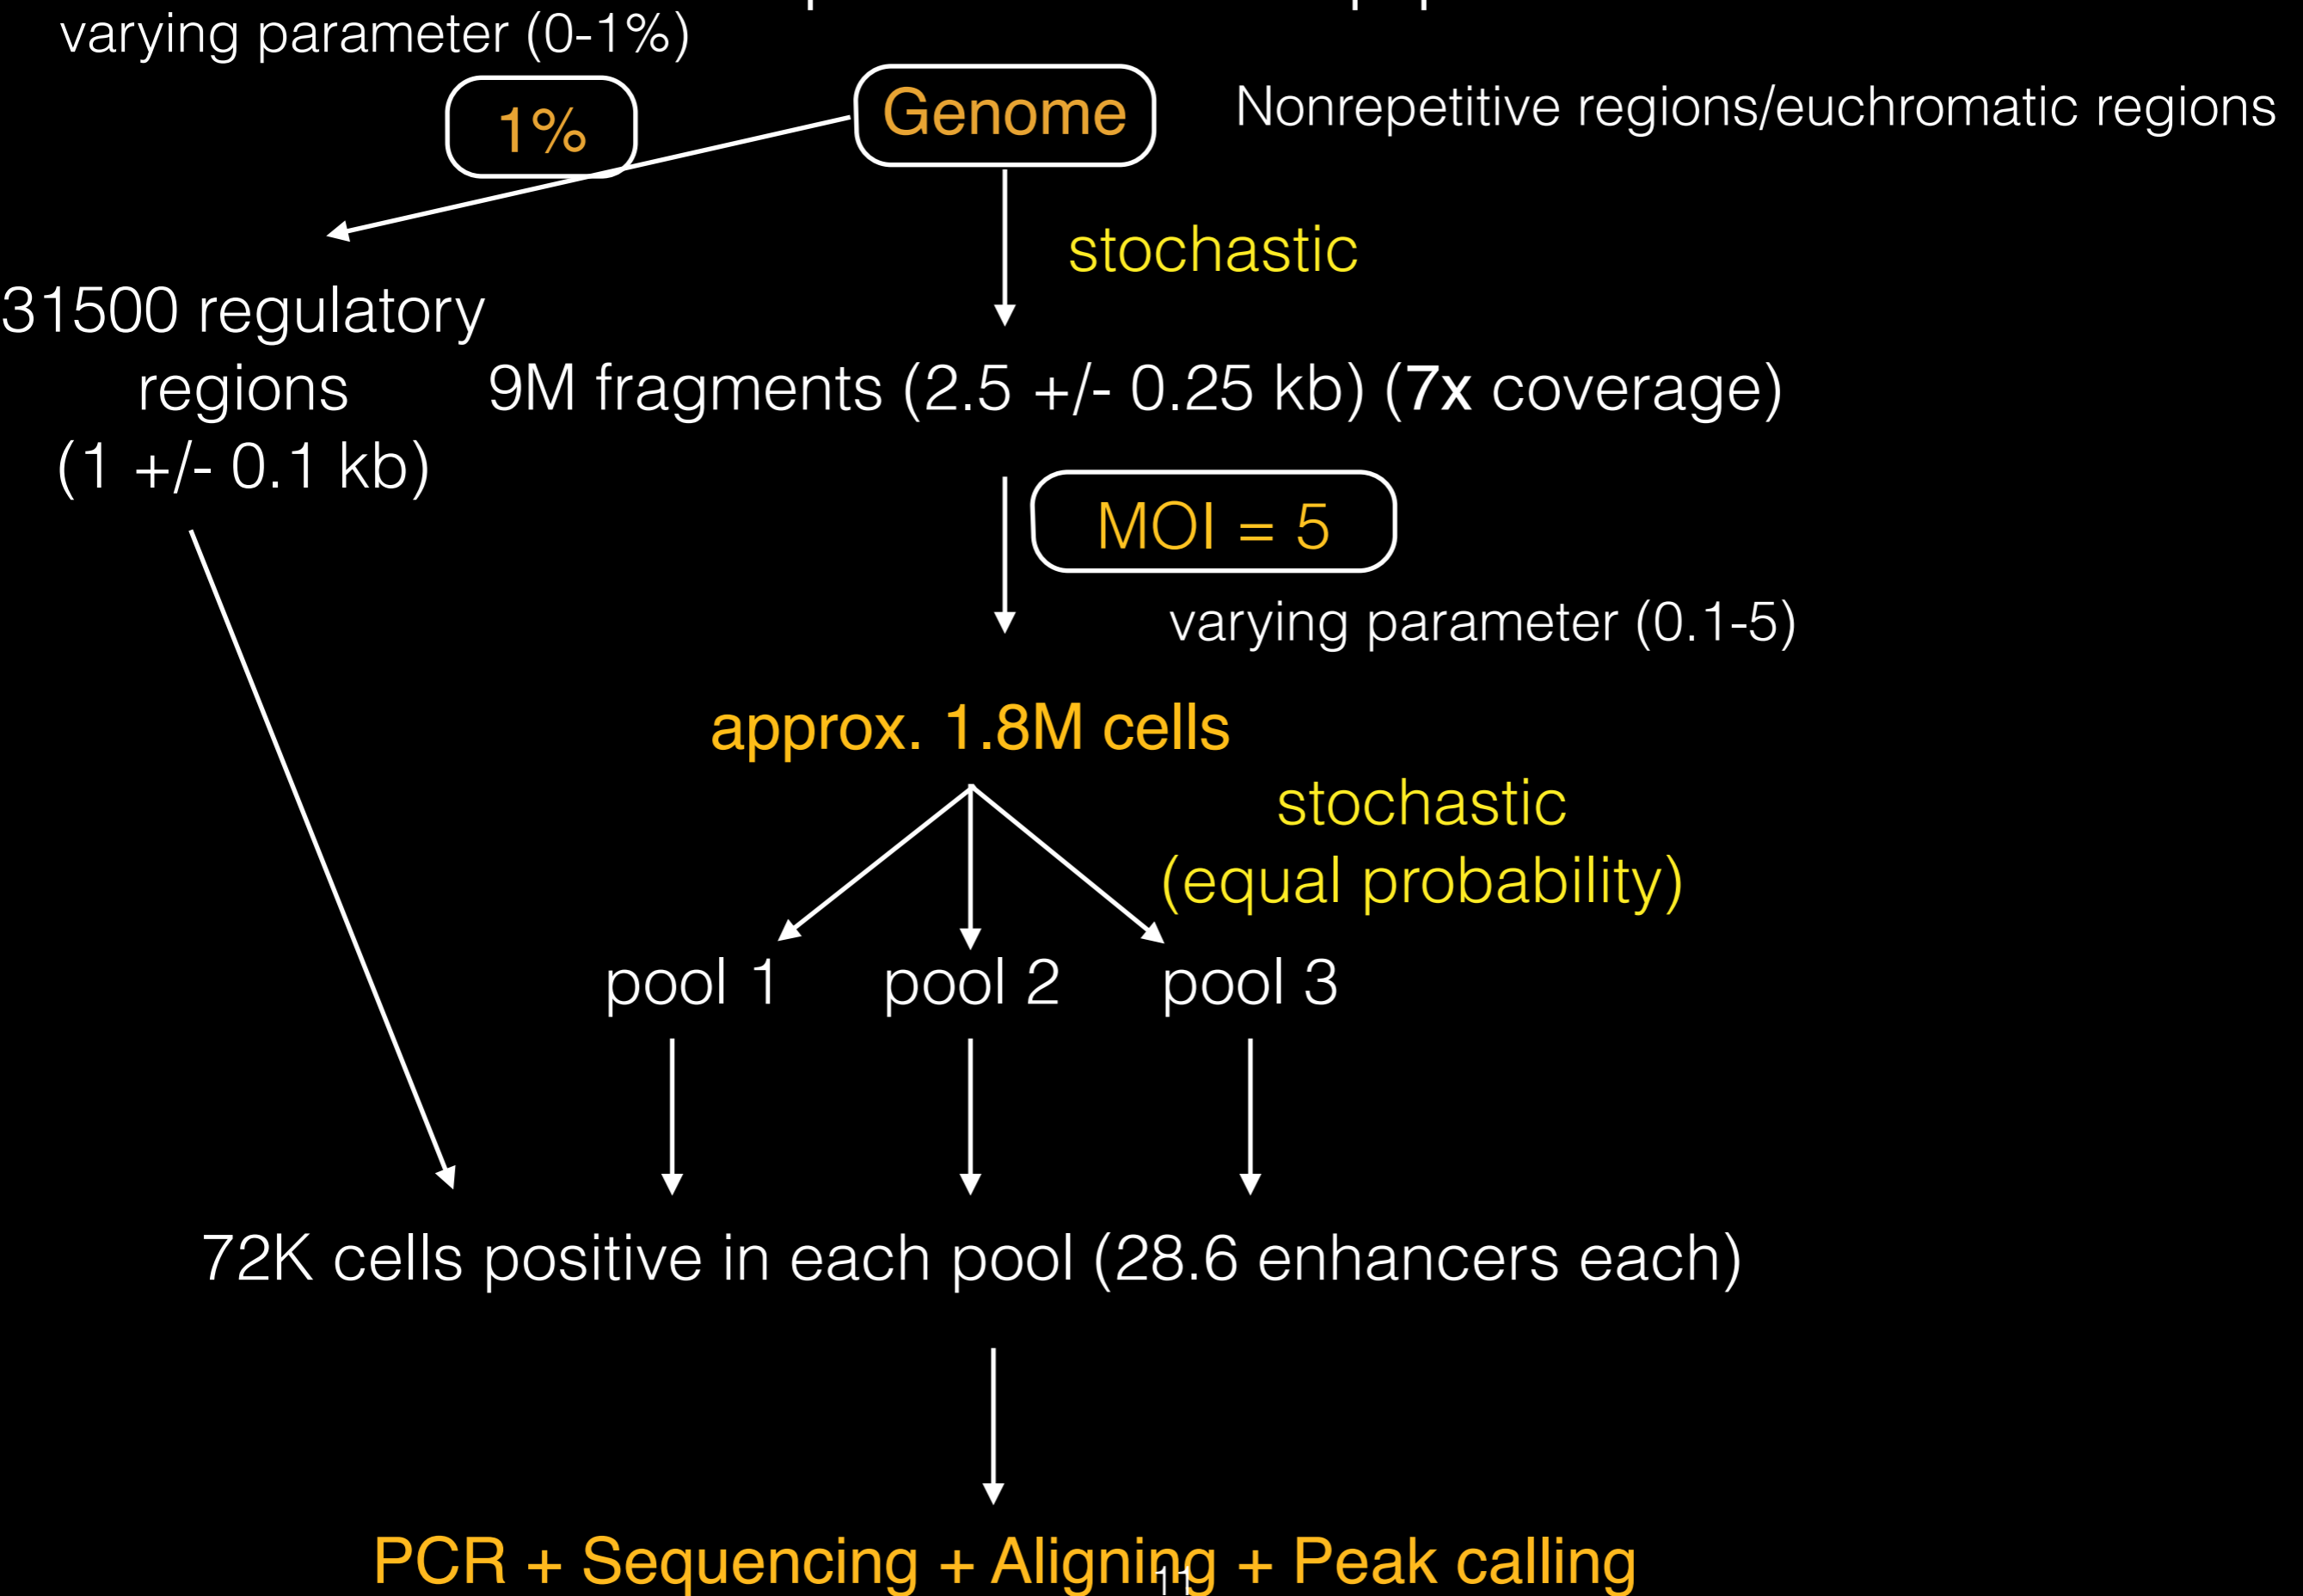 varying parameter (0-1%)
1%
Genome
Nonrepetitive regions/euchromatic regions
stochastic
31500 regulatory
regions
(1 +/- 0.1 kb)
9M fragments (2.5 +/- 0.25 kb) (7x coverage)
MOI = 5
varying parameter (0.1-5)
approx. 1.8M cells
stochastic
(equal probability)
pool 1
pool 2
pool 3
72K cells positive in each pool (28.6 enhancers each)
PCR + Sequencing + Aligning + Peak calling
11